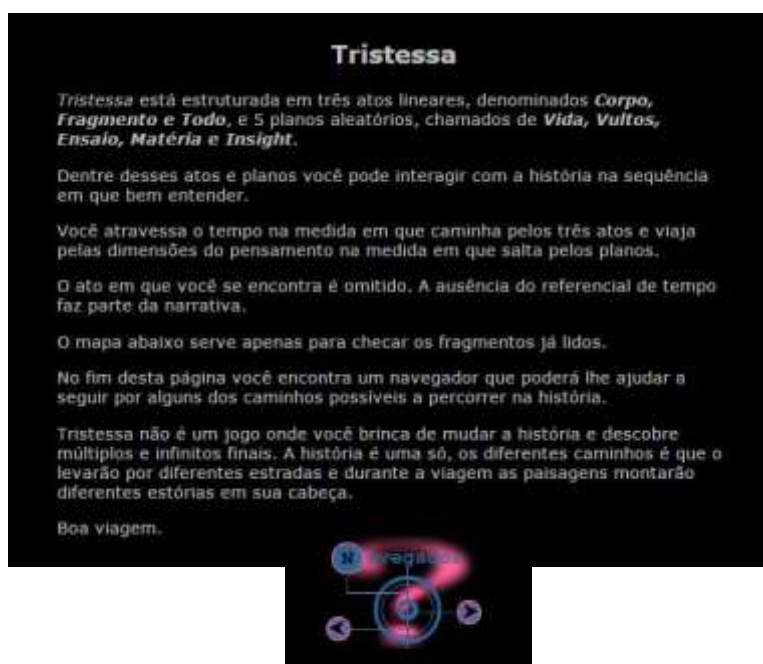 Tristessa
Tristessa está estruturada em três atos lineares, denominados Corpo,
Fragmento e Todo, e 5 planos aleatórios, chamados de Vida, Vultos,
Ensaio, Matéria e Insight.
Dentre desses atos e planos você pode interagir com a história na sequência
em que bem entender.
Você atravessa o tempo na medida em que caminha pelos três atos e viaja
pelas dimensões do pensamento na medida em que salta pelos planos.
O ato em que você se encontra é omitido. A ausência do referencial de tempo
faz parte da narrativa.
O mapa abaixo serve apenas para checar os fragmentos já lidos.
No fim desta página você encontra um navegador que poderá lhe ajudar a
seguir por alguns dos caminhos possíveis a percorrer na história.
Tristessa não é um jogo onde você brinca de mudar a história e descobre
múltiplos e infinitos finais. A história é uma só, os diferentes caminhos é que o
levarão por diferentes estradas e durante a viagem as paisagens montarão
diferentes estórias em sua cabeça.
Boa viagem.
N